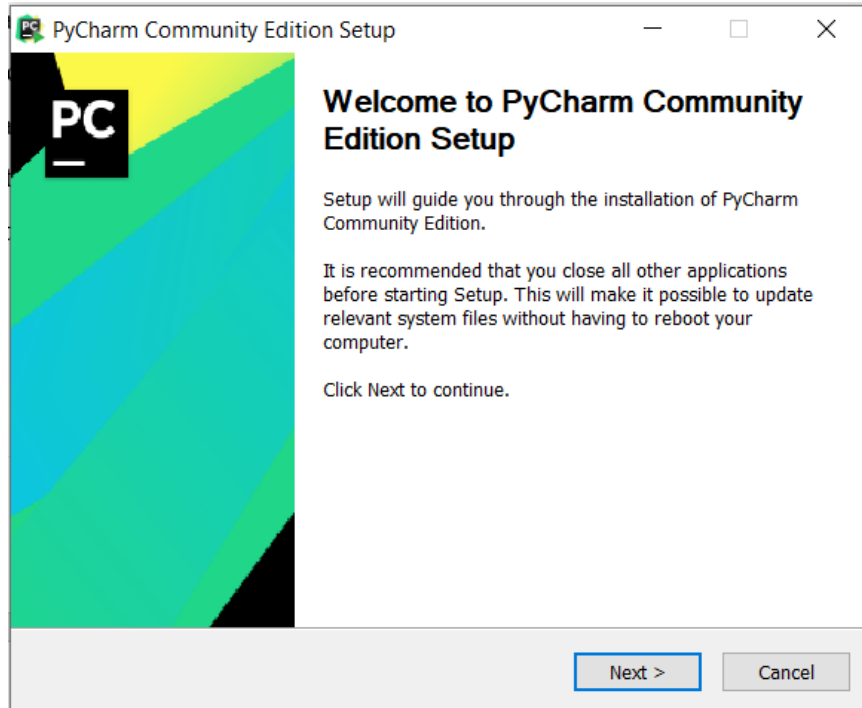 PyCharm Community Edition Setup
PC
Welcome to PyCharm Community
Edition Setup
Setup will guide you through the installation of PyCharm
Community Edition.
It is recommended that you close all other applications
before starting Setup. This will make it possible to update
relevant system files without having to reboot your
computer.
Click Next to continue.
Next >
Cancel